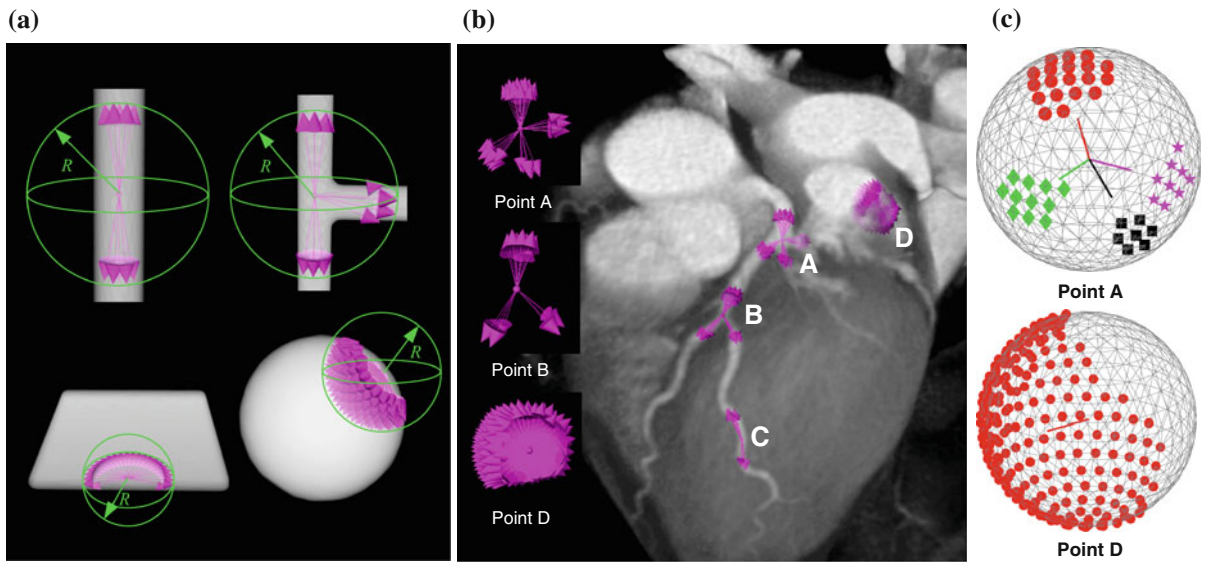 (a)
(b)
(c)
R
R
R
R
Point A
Point B
Point D
A
B
C
D
Point A
Point D